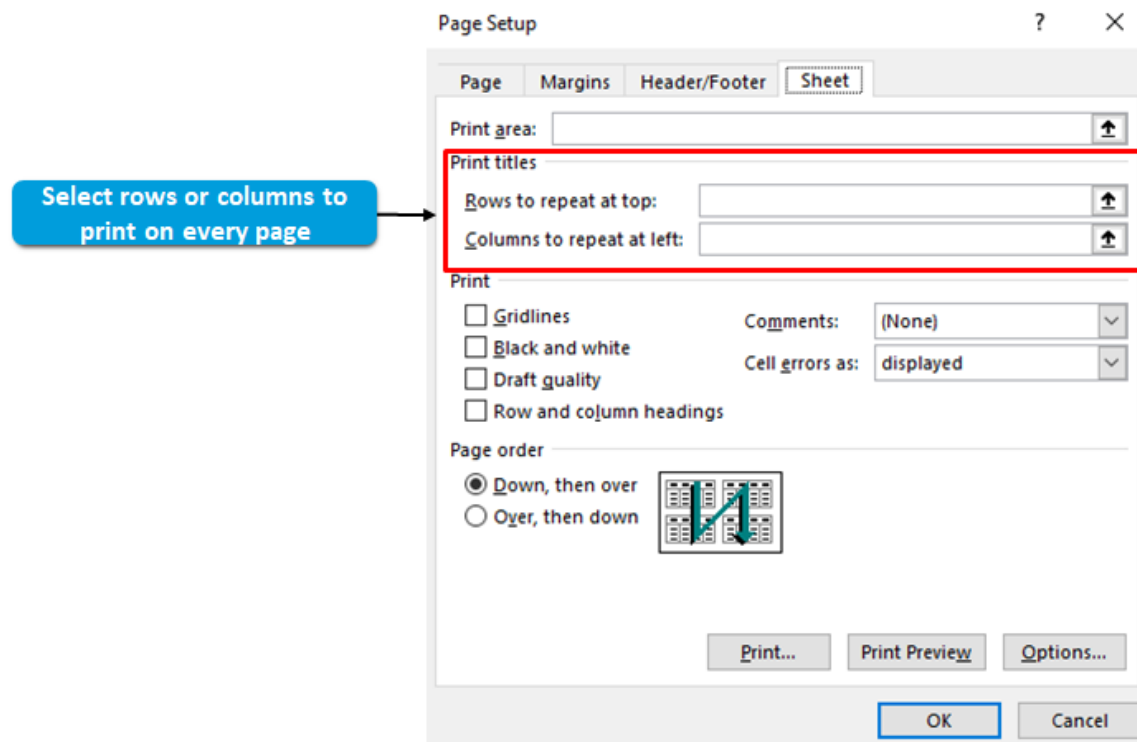 Page Setup
?
Page
Margins
Header/Footer
Sheet
Print area:
Print titles
Select rows or columns to
print on every page
Rows to repeat at top:
Columns to repeat at left:
Print
Gridlines
Comments:
(None)
Black and white
Cell errors as:
displayed
Draft quality
Row and column headings
Page order
Down, then over
Over, then down
Print...
Print Preview
Options...
OK
Cancel